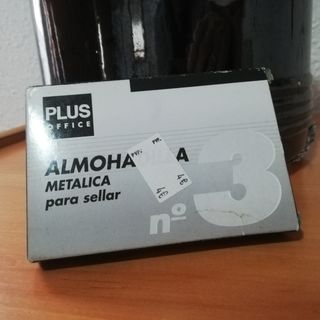 PLUS
OFFICE
ALMOHA A
METALICA
para sellar
nº 3